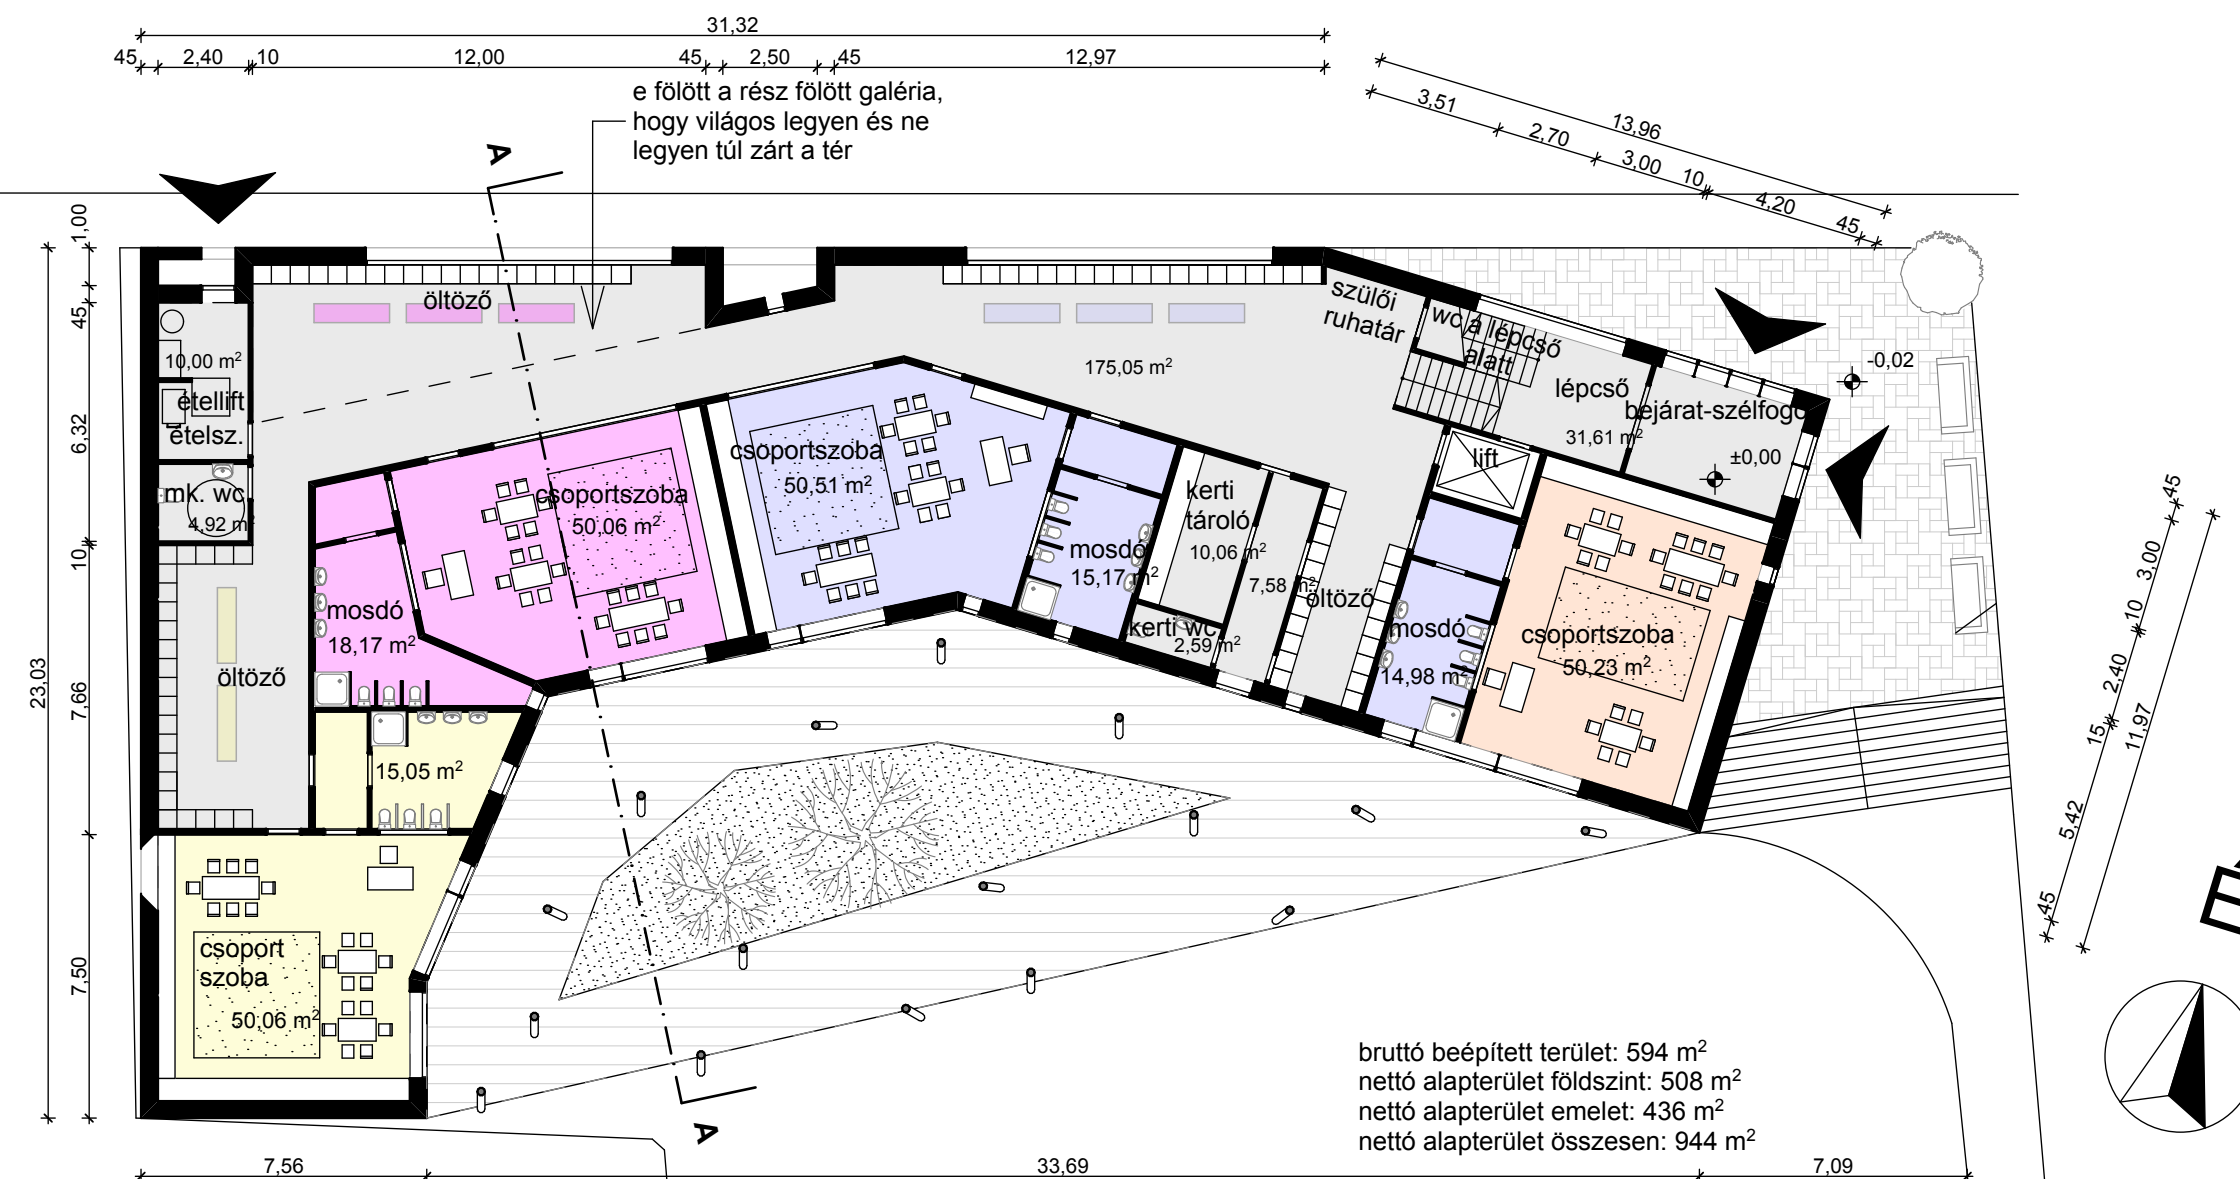 31,32
45 2,40 10 12,00 45 2,50 45 12,97
e fölött a rész fölött galéria,
hogy világos legyen és ne
legyen túl zárt a tér
3,51 2,70 3,00 10 4,20 45
13,96
A
1,00
45
6,32
10
7,66
7,50
23,03
öltöző
szülői
ruhatár
wc a lépcső
alatt
lépcső
31,61 m²
bejárat-szélfogó
±0,00
-0,02
175,05 m²
10,00 m²
étellift
ételsz.
mk. wc
4,92 m²
csoportszoba
50,06 m²
csoportszoba
50,51 m²
lift
mosdó
18,17 m²
mosdó
15,17 m²
kerti
tároló
10,06 m²
7,58 m²
kerti wc
2,59 m²
öltöző
mosdó
14,98 m²
csoportszoba
50,23 m²
öltöző
15,05 m²
csoport
szoba
50,06 m²
45
3,00
10
2,40
15
5,42
45
11,97
A
bruttó beépített terület: 594 m²
nettó alapterület földszint: 508 m²
nettó alapterület emelet: 436 m²
nettó alapterület összesen: 944 m²
7,56 33,69 7,09